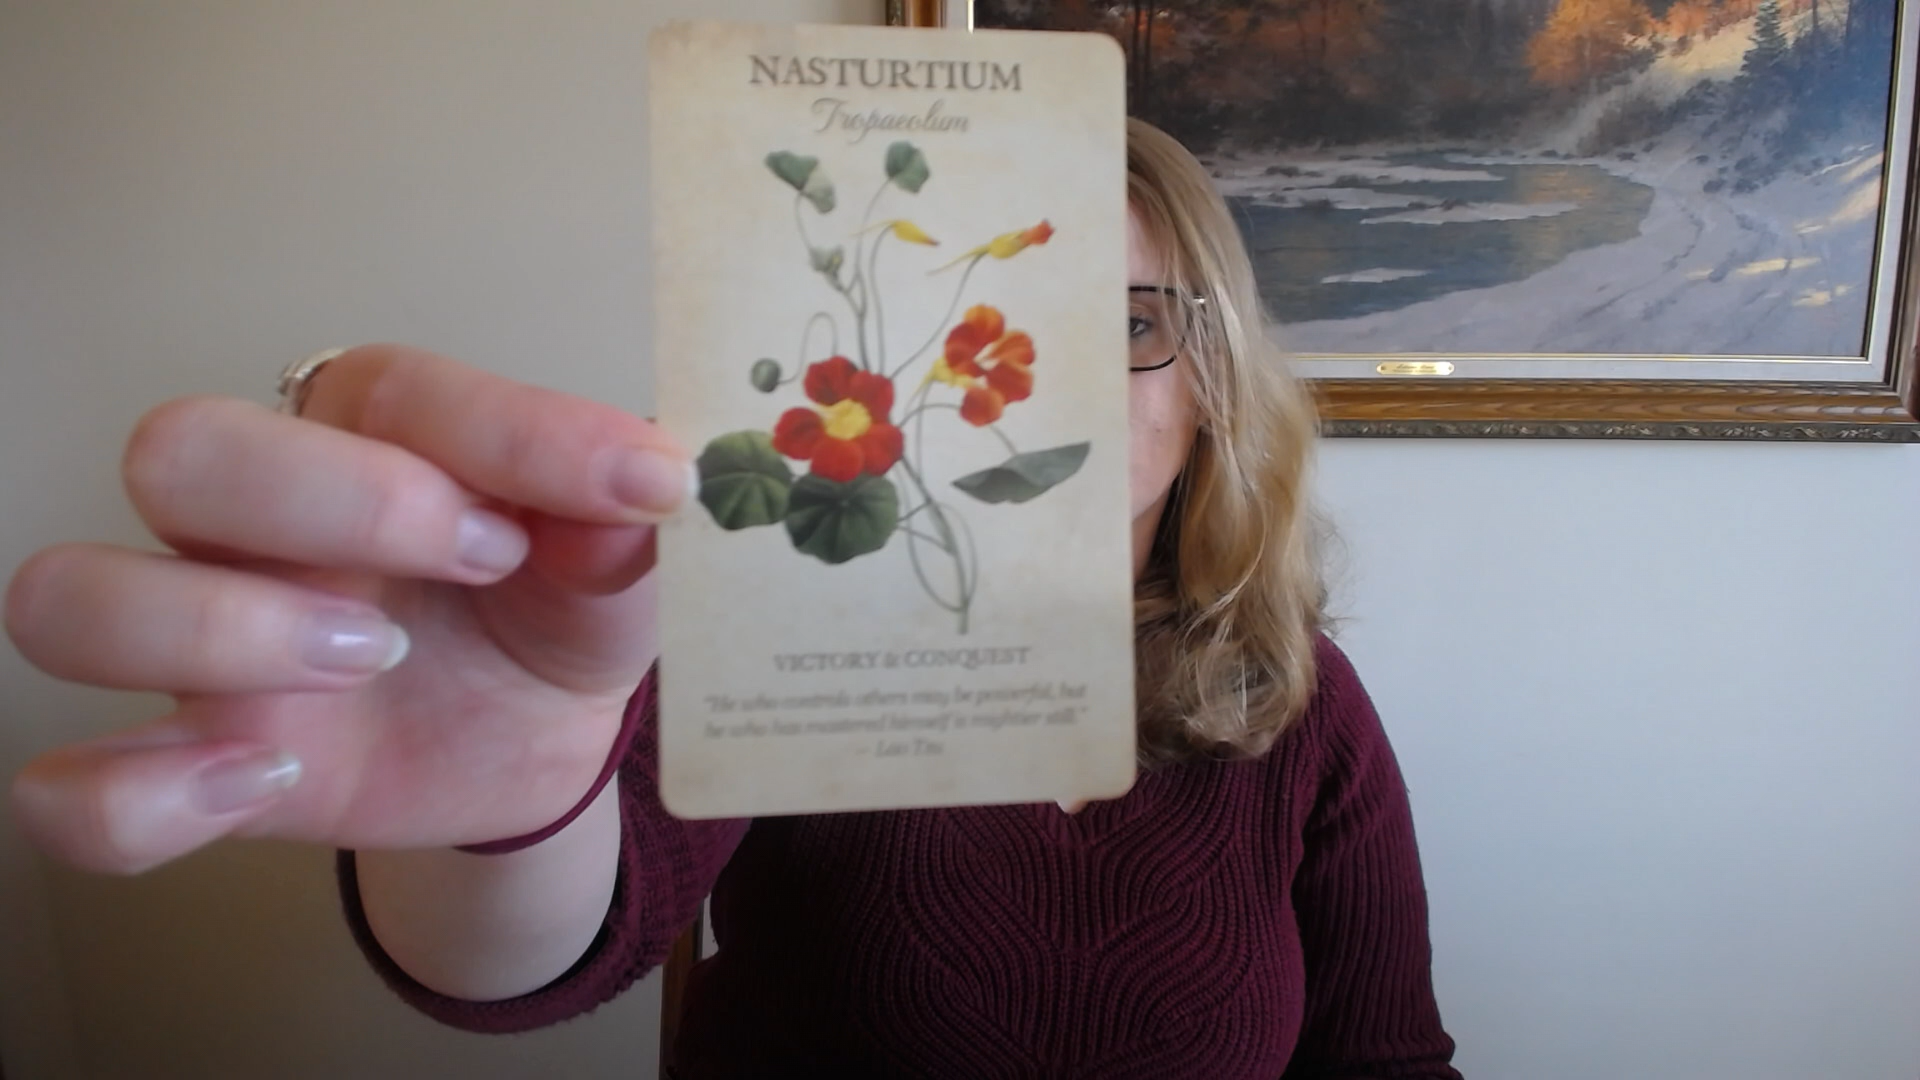 NASTURTIUM
Tropaeolum
VICTORY & CONQUEST
"He who controls others may be powerful, but
he who has mastered himself is mightier still."
– Lao Tzu